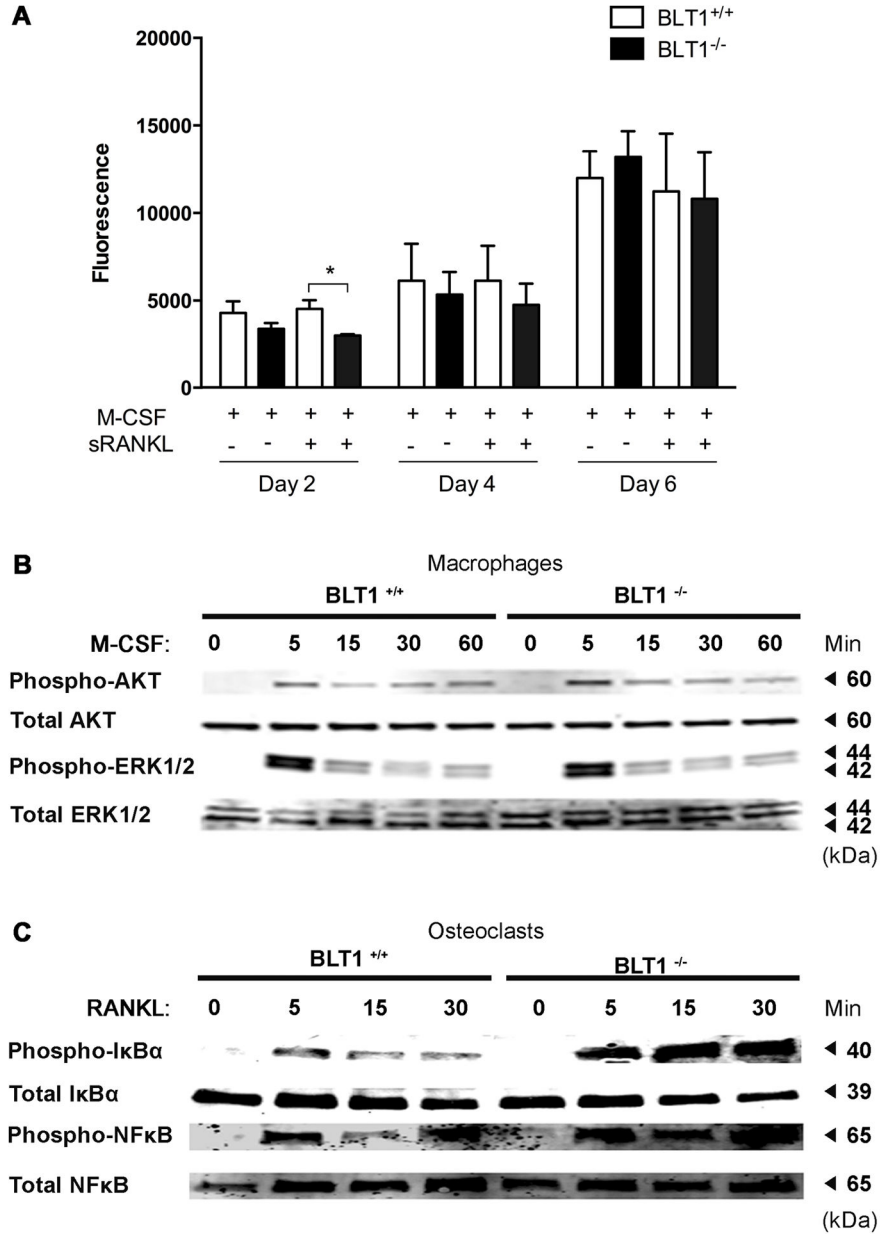 A
BLT1+/+
BLT1-/-
20000
15000
10000
5000
0
Fluorescence
*
M-CSF + + + + + + + + + + + +
sRANKL - - + + - - + + - - + +
Day 2 Day 4 Day 6
B Macrophages
BLT1 +/+ BLT1 -/-
M-CSF: 0 5 15 30 60 0 5 15 30 60 Min
Phospho-AKT ◄ 60
Total AKT ◄ 60
Phospho-ERK1/2 ◄ 44
◄ 42
Total ERK1/2 ◄ 44
◄ 42
(kDa)
C Osteoclasts
BLT1 +/+ BLT1 -/-
RANKL: 0 5 15 30 0 5 15 30 Min
Phospho-IκBα ◄ 40
Total IκBα ◄ 39
Phospho-NFκB ◄ 65
Total NFκB ◄ 65
(kDa)